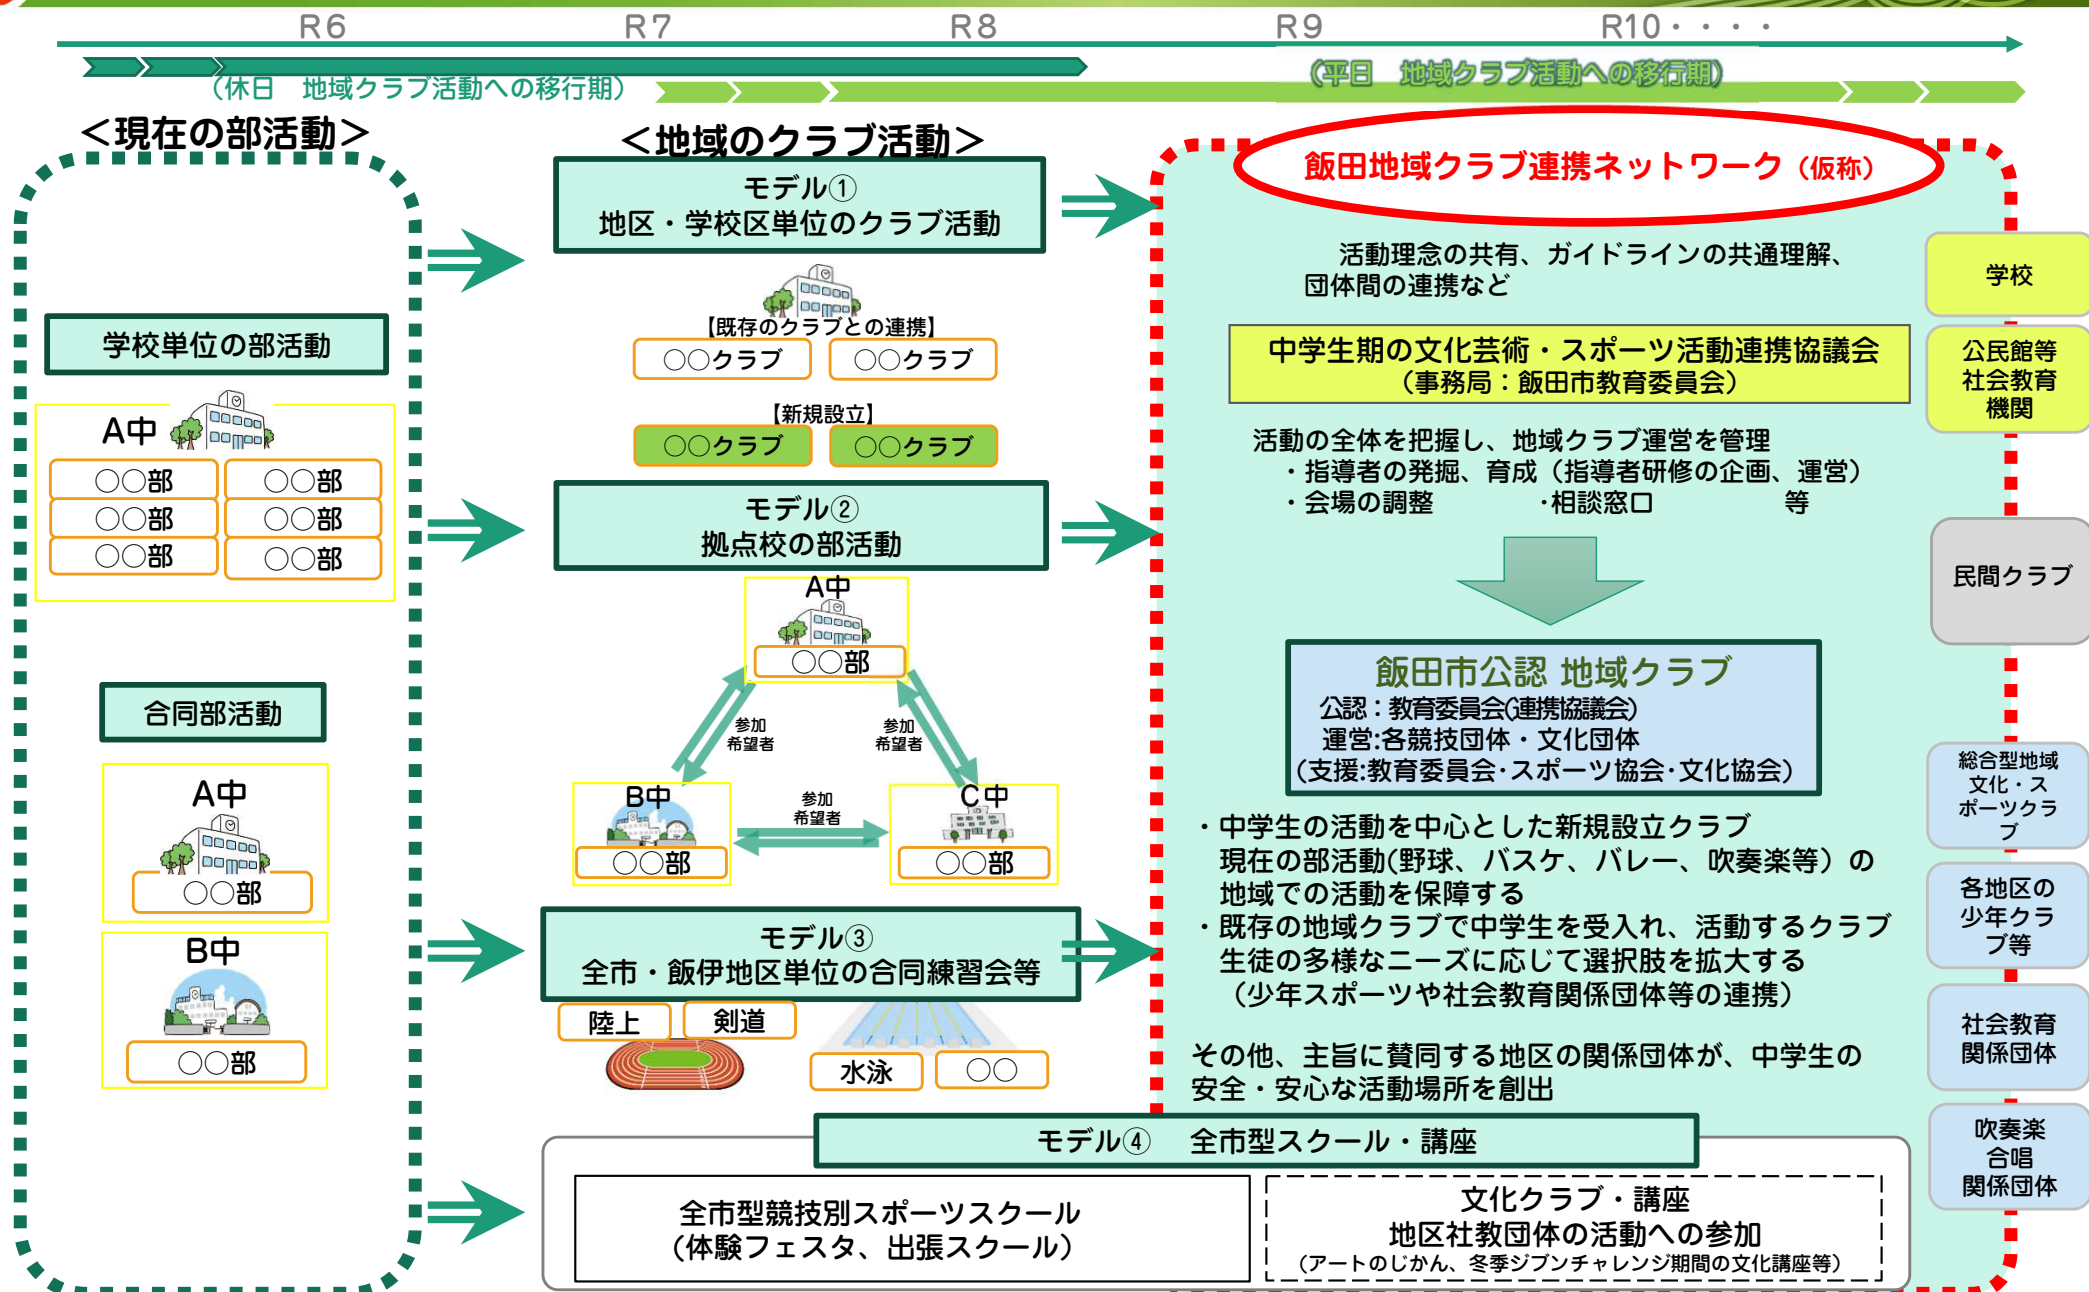 R6
R7
R8
R9
R10・・・・
（休日　地域クラブ活動への移行期）
（平日　地域クラブ活動への移行期）
＜現在の部活動＞
学校単位の部活動
A中
○○部
○○部
○○部
○○部
○○部
○○部
合同部活動
A中
○○部
B中
○○部
＜地域のクラブ活動＞
モデル①
地区・学校区単位のクラブ活動
【既存のクラブとの連携】
○○クラブ
○○クラブ
【新規設立】
○○クラブ
○○クラブ
モデル②
拠点校の部活動
A中
○○部
参加
希望者
参加
希望者
B中
○○部
参加
希望者
C中
○○部
モデル③
全市・飯伊地区単位の合同練習会等
陸上
剣道
水泳
○○
モデル④　全市型スクール・講座
全市型競技別スポーツスクール
（体験フェスタ、出張スクール）
文化クラブ・講座
地区社教団体の活動への参加
（アートのじかん、冬季ジブンチャレンジ期間の文化講座等）
飯田地域クラブ連携ネットワーク（仮称）
活動理念の共有、ガイドラインの共通理解、
団体間の連携など
中学生期の文化芸術・スポーツ活動連携協議会
（事務局：飯田市教育委員会）
活動の全体を把握し、地域クラブ運営を管理
・指導者の発掘、育成（指導者研修の企画、運営）
・会場の調整　　　・相談窓口　　　　等
飯田市公認 地域クラブ
公認：教育委員会(連携協議会)
運営:各競技団体・文化団体
(支援:教育委員会･スポーツ協会･文化協会)
・中学生の活動を中心とした新規設立クラブ
現在の部活動(野球、バスケ、バレー、吹奏楽等）の
地域での活動を保障する
・既存の地域クラブで中学生を受入れ、活動するクラブ
生徒の多様なニーズに応じて選択肢を拡大する
（少年スポーツや社会教育関係団体等の連携）
その他、主旨に賛同する地区の関係団体が、中学生の
安全・安心な活動場所を創出
学校
公民館等
社会教育
機関
民間クラブ
総合型地域
文化・ス
ポーツクラ
ブ
各地区の
少年クラ
ブ等
社会教育
関係団体
吹奏楽
合唱
関係団体